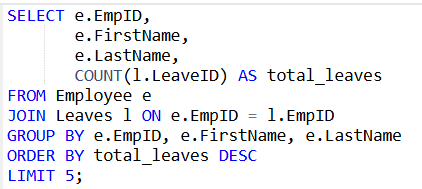 SELECT e.EmpID,
       e.FirstName,
       e.LastName,
       COUNT(l.LeaveID) AS total_leaves
FROM Employee e
JOIN Leaves l ON e.EmpID = l.EmpID
GROUP BY e.EmpID, e.FirstName, e.LastName
ORDER BY total_leaves DESC
LIMIT 5;